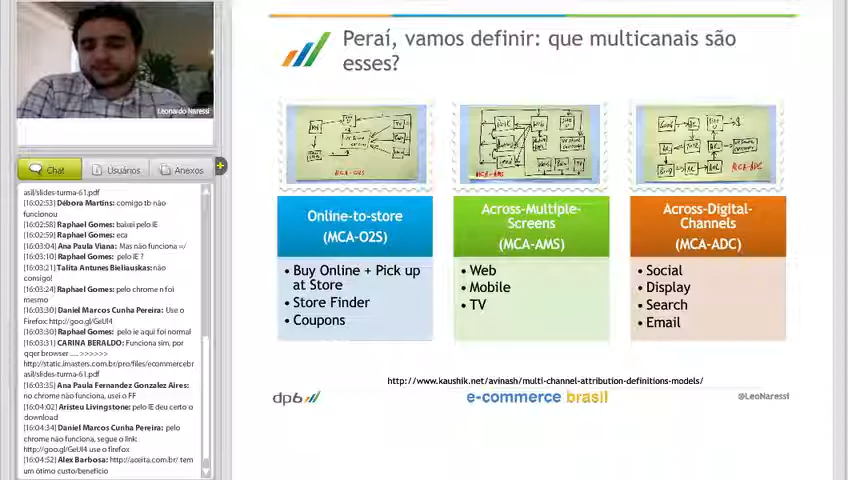 Leonardo Naressi
Chat
Usuários
Anexos
asil/slides-turma-61.pdf
[16:02:53] Débora Martins: comigo tb não
funcionou
[16:02:58] Raphael Gomes: baixei pelo IE
[16:02:59] Raphael Gomes: eca
[16:03:04] Ana Paula Viana: Mas não funciona =/
[16:03:10] Raphael Gomes: pelo IE ?
[16:03:21] Talita Antunes Beliauskas: não
consigo!
[16:03:24] Raphael Gomes: pelo chrome n foi
mesmo
[16:03:30] Daniel Marcos Cunha Pereira: Use o
Firefox: http://goo.gl/GeUI4
[16:03:30] Raphael Gomes: pelo ie aqui foi normal
[16:03:31] CARINA BERALDO: Funciona sim, por
qqer browser .... >>>>>>
http://static.imasters.com.br/pro/files/ecommercebr
asil/slides-turma-61.pdf
[16:03:35] Ana Paula Fernandez Gonzalez Aires:
no chrome não funciona, usei o FF
[16:04:02] Aristeu Livingstone: pelo IE deu certo o
download
[16:04:34] Daniel Marcos Cunha Pereira: pelo
chrome não funciona, segue o link:
http://goo.gl/GeUI4 use o firefox
[16:04:52] Alex Barbosa: http://aceita.com.br/ tem
um ótimo custo/benefício
Peraí, vamos definir: que multicanais são
esses?
MCA-O2S
MCA-AMS
MCA-ADC
Online-to-store
(MCA-O2S)
• Buy Online + Pick up
at Store
• Store Finder
• Coupons
Across-Multiple-
Screens
(MCA-AMS)
• Web
• Mobile
• TV
Across-Digital-
Channels
(MCA-ADC)
• Social
• Display
• Search
• Email
http://www.kaushik.net/avinash/multi-channel-attribution-definitions-models/
dp6
e-commerce brasil
@LeoNaressi